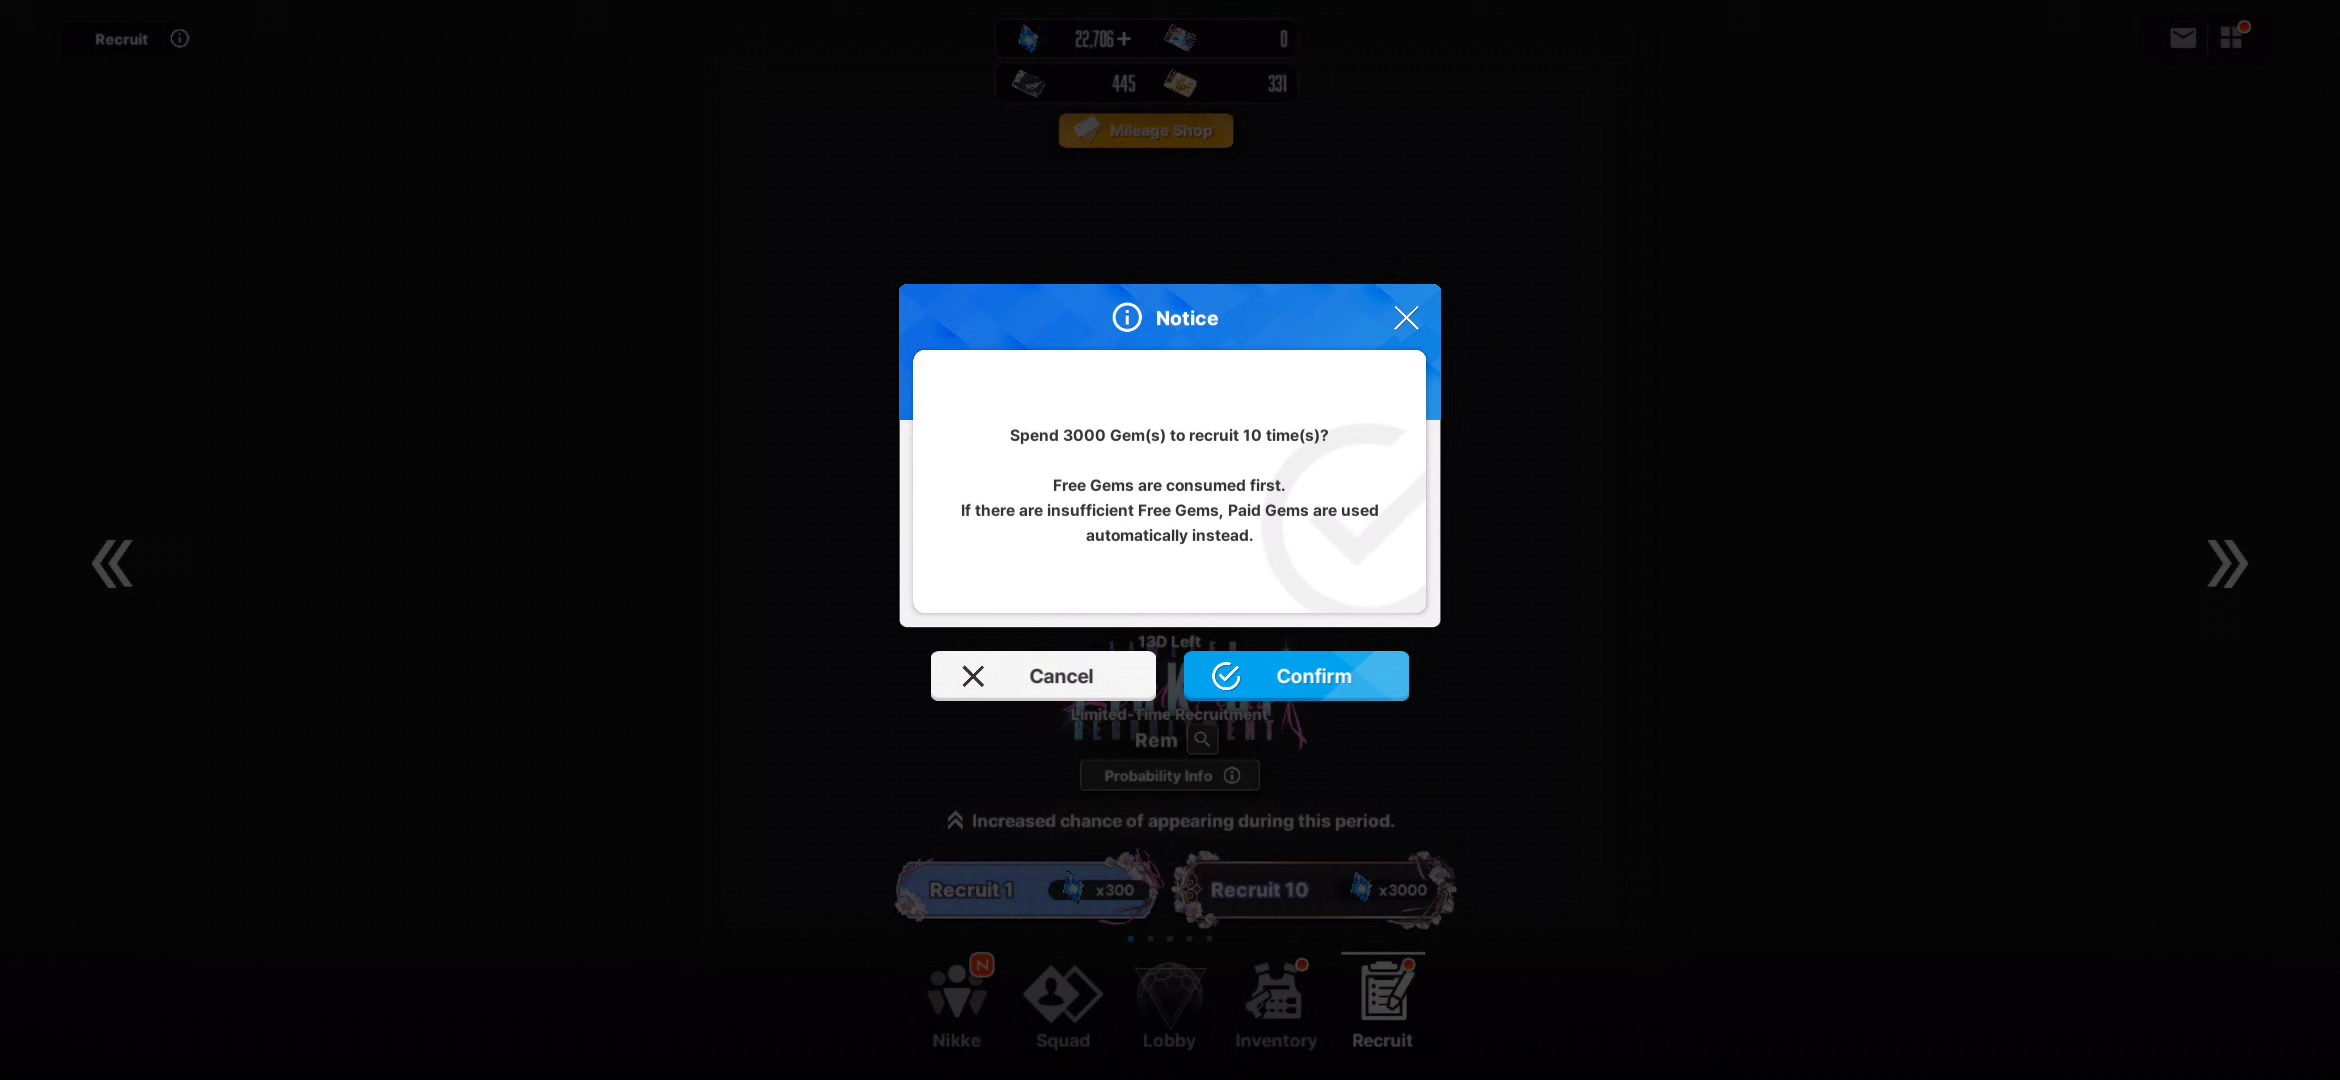 Recruit
22,706
0
445
331
Mileage Shop
Notice
Spend 3000 Gem(s) to recruit 10 time(s)?
Free Gems are consumed first.
If there are insufficient Free Gems, Paid Gems are used
automatically instead.
13D Left
Cancel
Confirm
Limited-Time Recruitment
Rem
Probability Info
Increased chance of appearing during this period.
Recruit 1
x300
Recruit 10
x3000
N
Nikke
Squad
Lobby
Inventory
Recruit